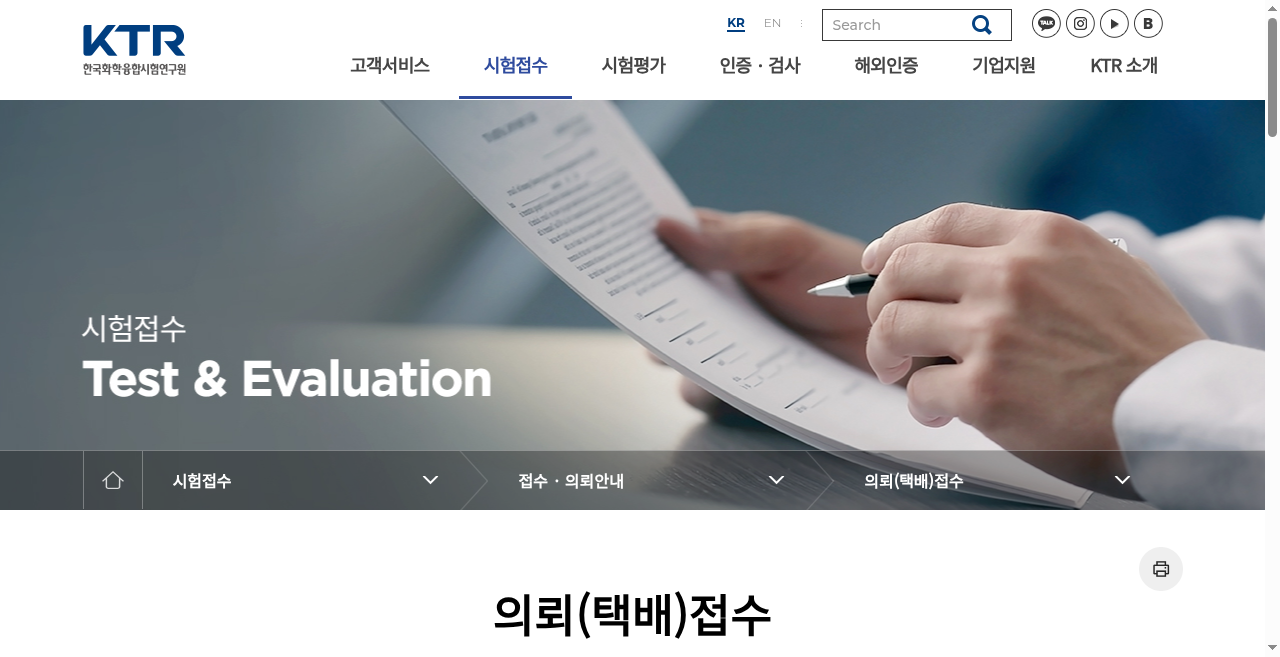 KTR
한국화학융합시험연구원
KR EN
Search
TALK
B
고객서비스 시험접수 시험평가 인증 · 검사 해외인증 기업지원 KTR 소개
시험접수
Test & Evaluation
시험접수 접수 · 의뢰안내 의뢰(택배)접수
의뢰(택배)접수